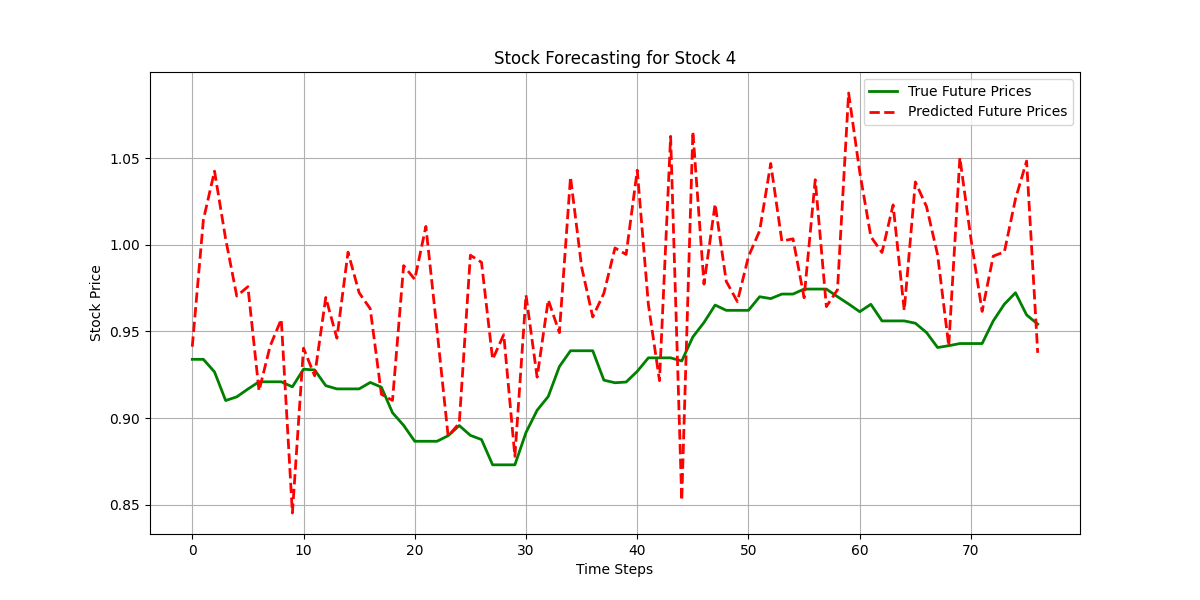 Stock Forecasting for Stock 4
True Future Prices
Predicted Future Prices
Stock Price
1.05
1.00
0.95
0.90
0.85
0 10 20 30 40 50 60 70
Time Steps